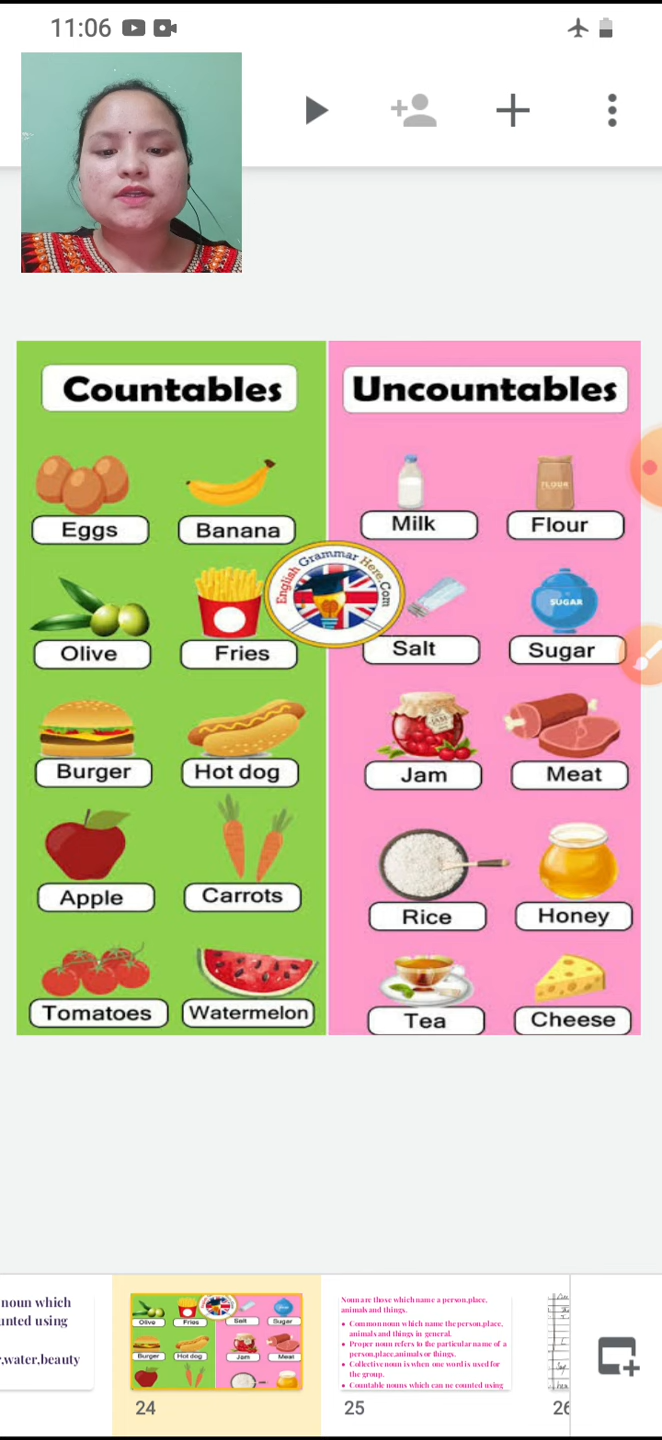 11:06
Countables
Uncountables
FLOUR
Eggs
Banana
Milk
Flour
English Grammar Here.Com
SUGAR
Olive
Fries
Salt
Sugar
JAM
Burger
Hot dog
Jam
Meat
Apple
Carrots
Rice
Honey
Tomatoes
Watermelon
Tea
Cheese
noun which
unted using
,water,beauty
Olive
Fries
Salt
Sugar
Burger
Hot dog
Jam
Meat
Noun are those which name a person,place,
animals and things.
Common noun which name the person,place,
animals and things in general.
Proper noun refers to the particular name of a
person,place,animals or things.
Collective noun is when one word is used for
the group.
Countable nouns which can ne counted using
24
25
26